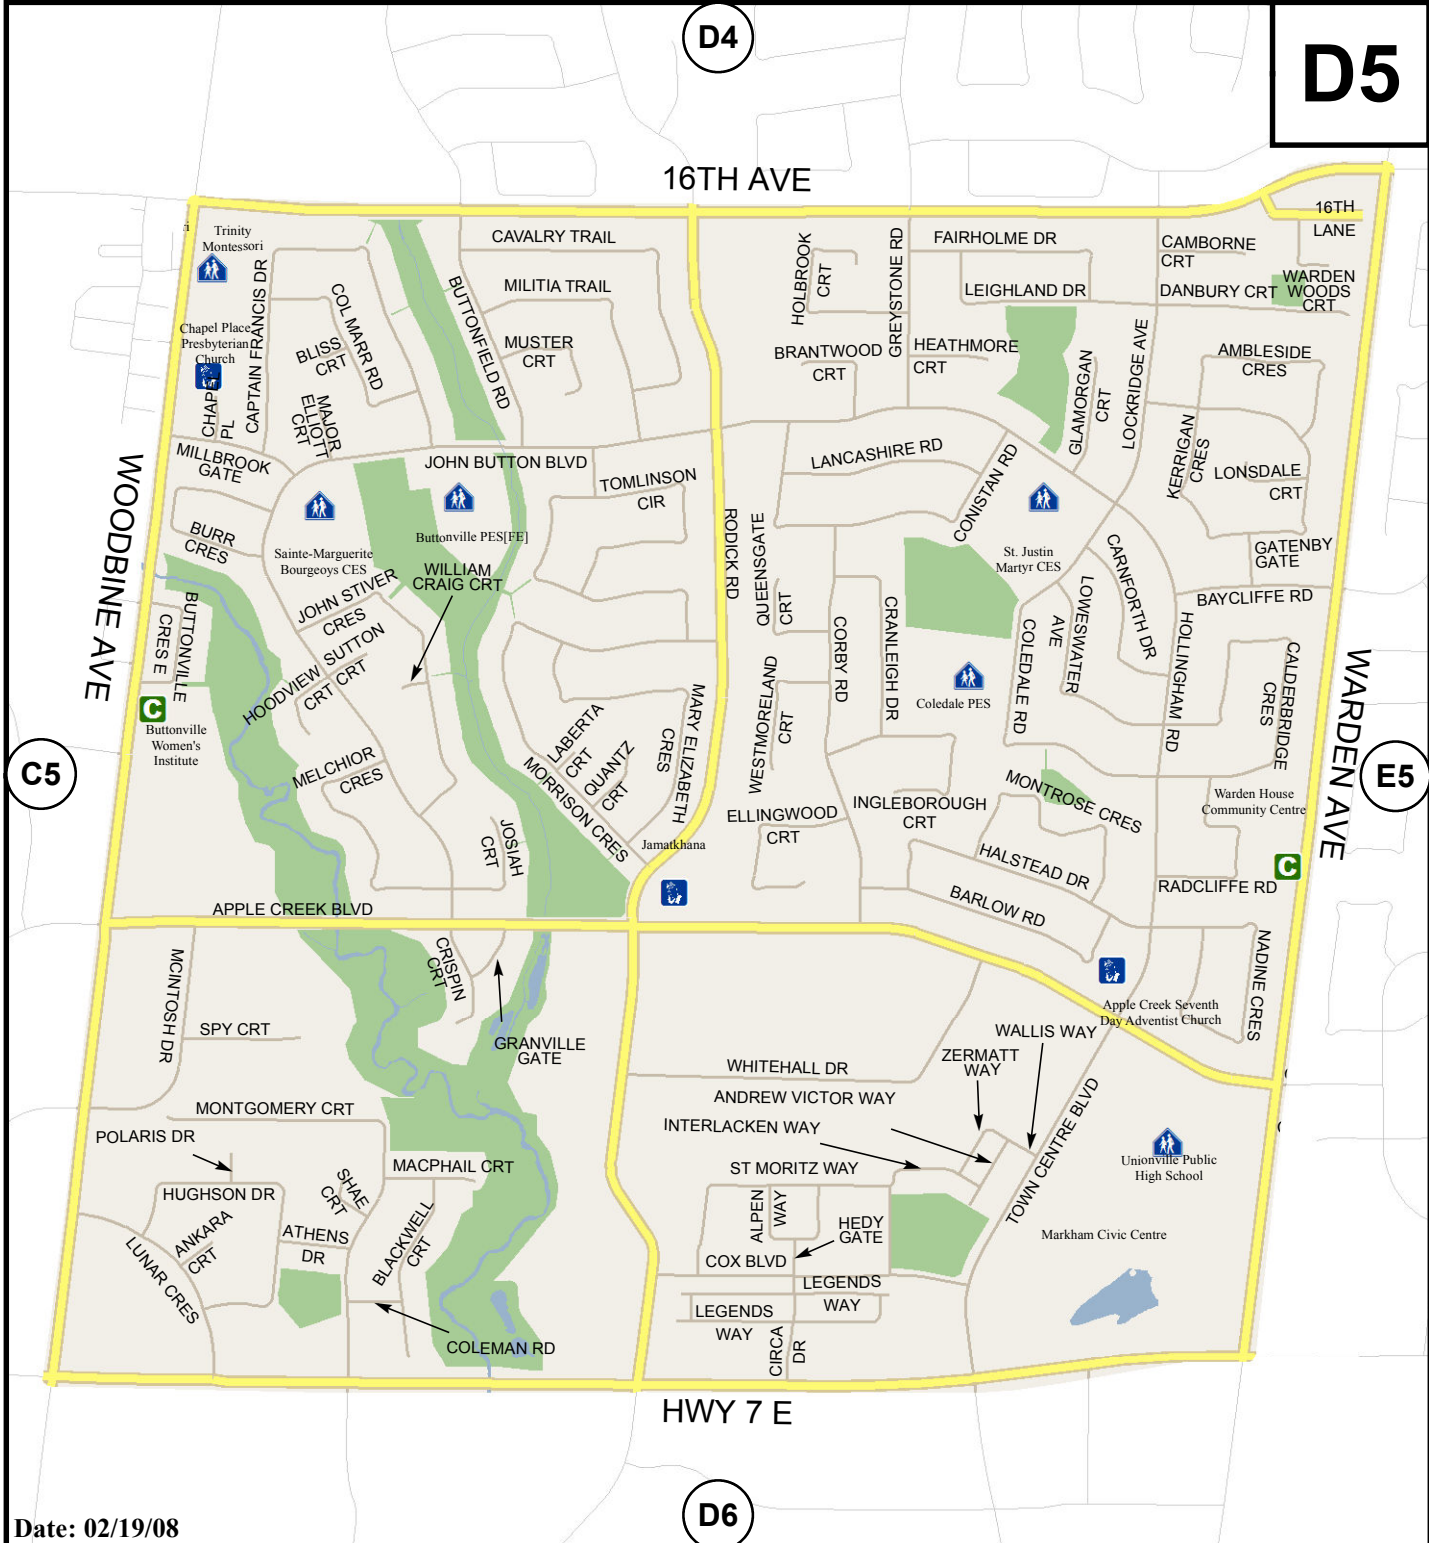 D4
D5
16TH AVE
16TH
LANE
Trinity
Montessori
CAVALRY TRAIL
MILITIA TRAIL
MUSTER
CRT
BUTTONFIELD RD
COL MARR RD
BLISS
CRT
MAJOR
ELLIOTT
CRT
CAPTAIN FRANCIS DR
Chapel Place
Presbyterian
Church
CHAPEL
PL
MILLBROOK
GATE
HOLBROOK
CRT
GREYSTONE RD
FAIRHOLME DR
LEIGHLAND DR
CAMBORNE
CRT
DANBURY CRT
WARDEN
WOODS
CRT
BRANTWOOD
CRT
HEATHMORE
CRT
GLAMORGAN
CRT
LOCKRIDGE AVE
AMBLESIDE
CRES
KERRIGAN
CRES
LONSDALE
CRT
GATENBY
GATE
BAYCLIFFE RD
WOODBINE AVE
JOHN BUTTON BLVD
TOMLINSON
CIR
LANCASHIRE RD
CONISTAN RD
RODICK RD
BURR
CRES
Sainte-Marguerite
Bourgeoys CES
Buttonville PES[FE]
WILLIAM
CRAIG CRT
JOHN STIVER
CRES
SUTTON
CRT
HOODVIEW
CRT
BUTTONVILLE
CRES E
Buttonville
Women's
Institute
QUEENSGATE
CRT
St. Justin
Martyr CES
CARNFORTH DR
LOWESWATER
AVE
COLEDALE RD
HOLLINGHAM RD
CALDERBRIDGE
CRES
CRANLEIGH DR
CORBY RD
WESTMORELAND
CRT
Coledale PES
WARDEN AVE
C5
E5
MELCHIOR
CRES
LABERTA
CRT
QUANTZ
CRT
MORRISON CRES
MARY ELIZABETH
CRES
JOSIAH
CRT
Jamatkhana
ELLINGWOOD
CRT
INGLEBOROUGH
CRT
MONTROSE CRES
Warden House
Community Centre
HALSTEAD DR
BARLOW RD
RADCLIFFE RD
APPLE CREEK BLVD
C
C
MCINTOSH DR
CRISPIN
CRT
GRANVILLE
GATE
SPY CRT
NADINE CRES
Apple Creek Seventh
Day Adventist Church
WALLIS WAY
ZERMATT
WAY
WHITEHALL DR
ANDREW VICTOR WAY
INTERLACKEN WAY
ST MORITZ WAY
TOWN CENTRE BLVD
MONTGOMERY CRT
POLARIS DR
MACPHAIL CRT
HUGHSON DR
SHAE
CRT
ANKARA
CRT
ATHENS
DR
BLACKWELL
CRT
LUNAR CRES
COLEMAN RD
ALPEN
WAY
HEDY
GATE
COX BLVD
LEGENDS
WAY
LEGENDS
WAY
CIRCA
DR
Unionville Public
High School
Markham Civic Centre
HWY 7 E
D6
Date: 02/19/08